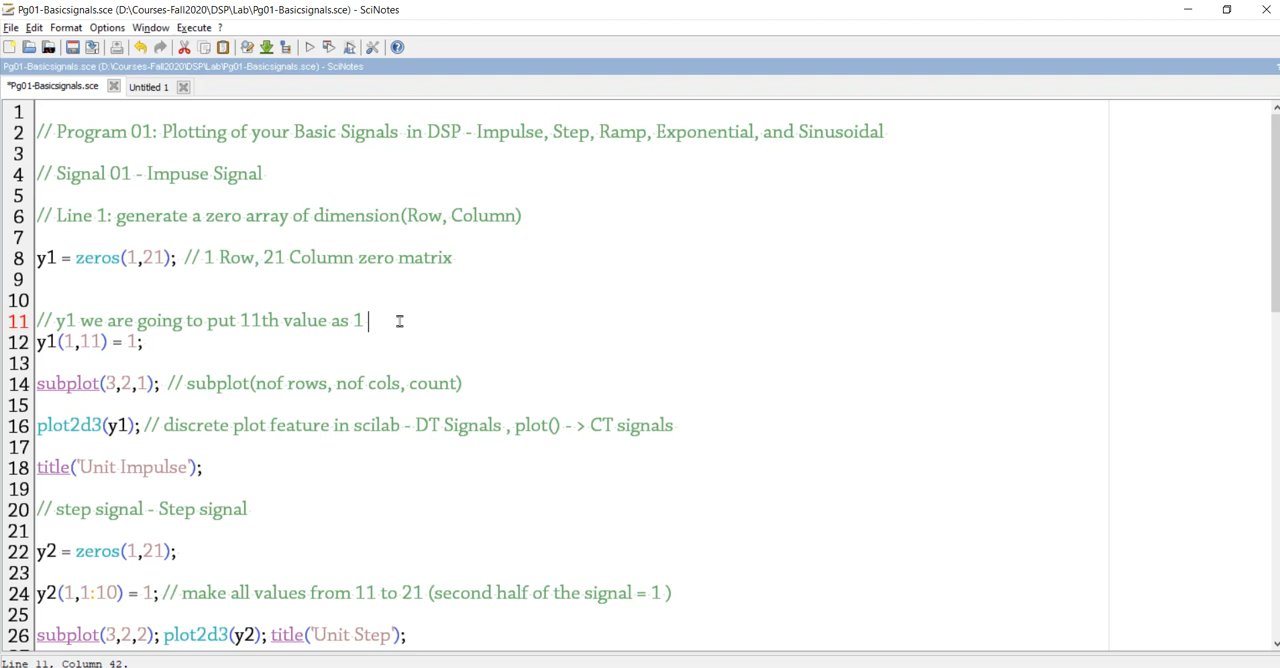 Pg01-Basicsignals.sce (D:\Courses-Fall2020\DSP\Lab\Pg01-Basicsignals.sce) - SciNotes
File Edit Format Options Window Execute ?
Pg01-Basicsignals.sce (D:\Courses-Fall2020\DSP\Lab\Pg01-Basicsignals.sce) - SciNotes
*Pg01-Basicsignals.sce Untitled 1
1
2 // Program 01: Plotting of your Basic Signals in DSP - Impulse, Step, Ramp, Exponential, and Sinusoidal
3
4 // Signal 01 - Impuse Signal
5
6 // Line 1: generate a zero array of dimension(Row, Column)
7
8 y1 = zeros(1,21); // 1 Row, 21 Column zero matrix
9
10
11 // y1 we are going to put 11th value as 1
12 y1(1,11) = 1;
13
14 subplot(3,2,1); // subplot(nof rows, nof cols, count)
15
16 plot2d3(y1); // discrete plot feature in scilab - DT Signals , plot() - > CT signals
17
18 title('Unit Impulse');
19
20 // step signal - Step signal
21
22 y2 = zeros(1,21);
23
24 y2(1,1:10) = 1; // make all values from 11 to 21 (second half of the signal = 1 )
25
26 subplot(3,2,2); plot2d3(y2); title('Unit Step');
Line 11, Column 42.